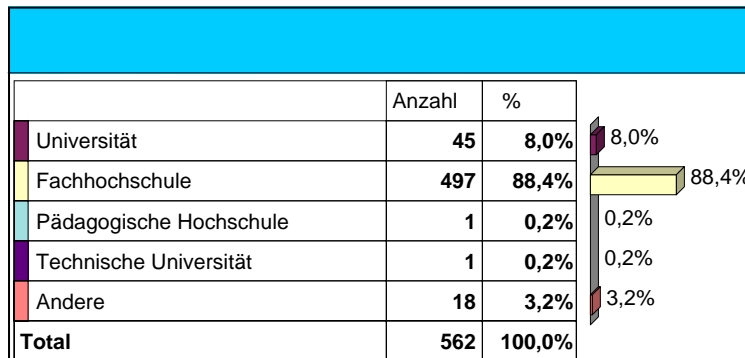 Anzahl %
Universität 45 8,0% 8,0%
Fachhochschule 497 88,4% 88,4%
Pädagogische Hochschule 1 0,2% 0,2%
Technische Universität 1 0,2% 0,2%
Andere 18 3,2% 3,2%
Total 562 100,0%